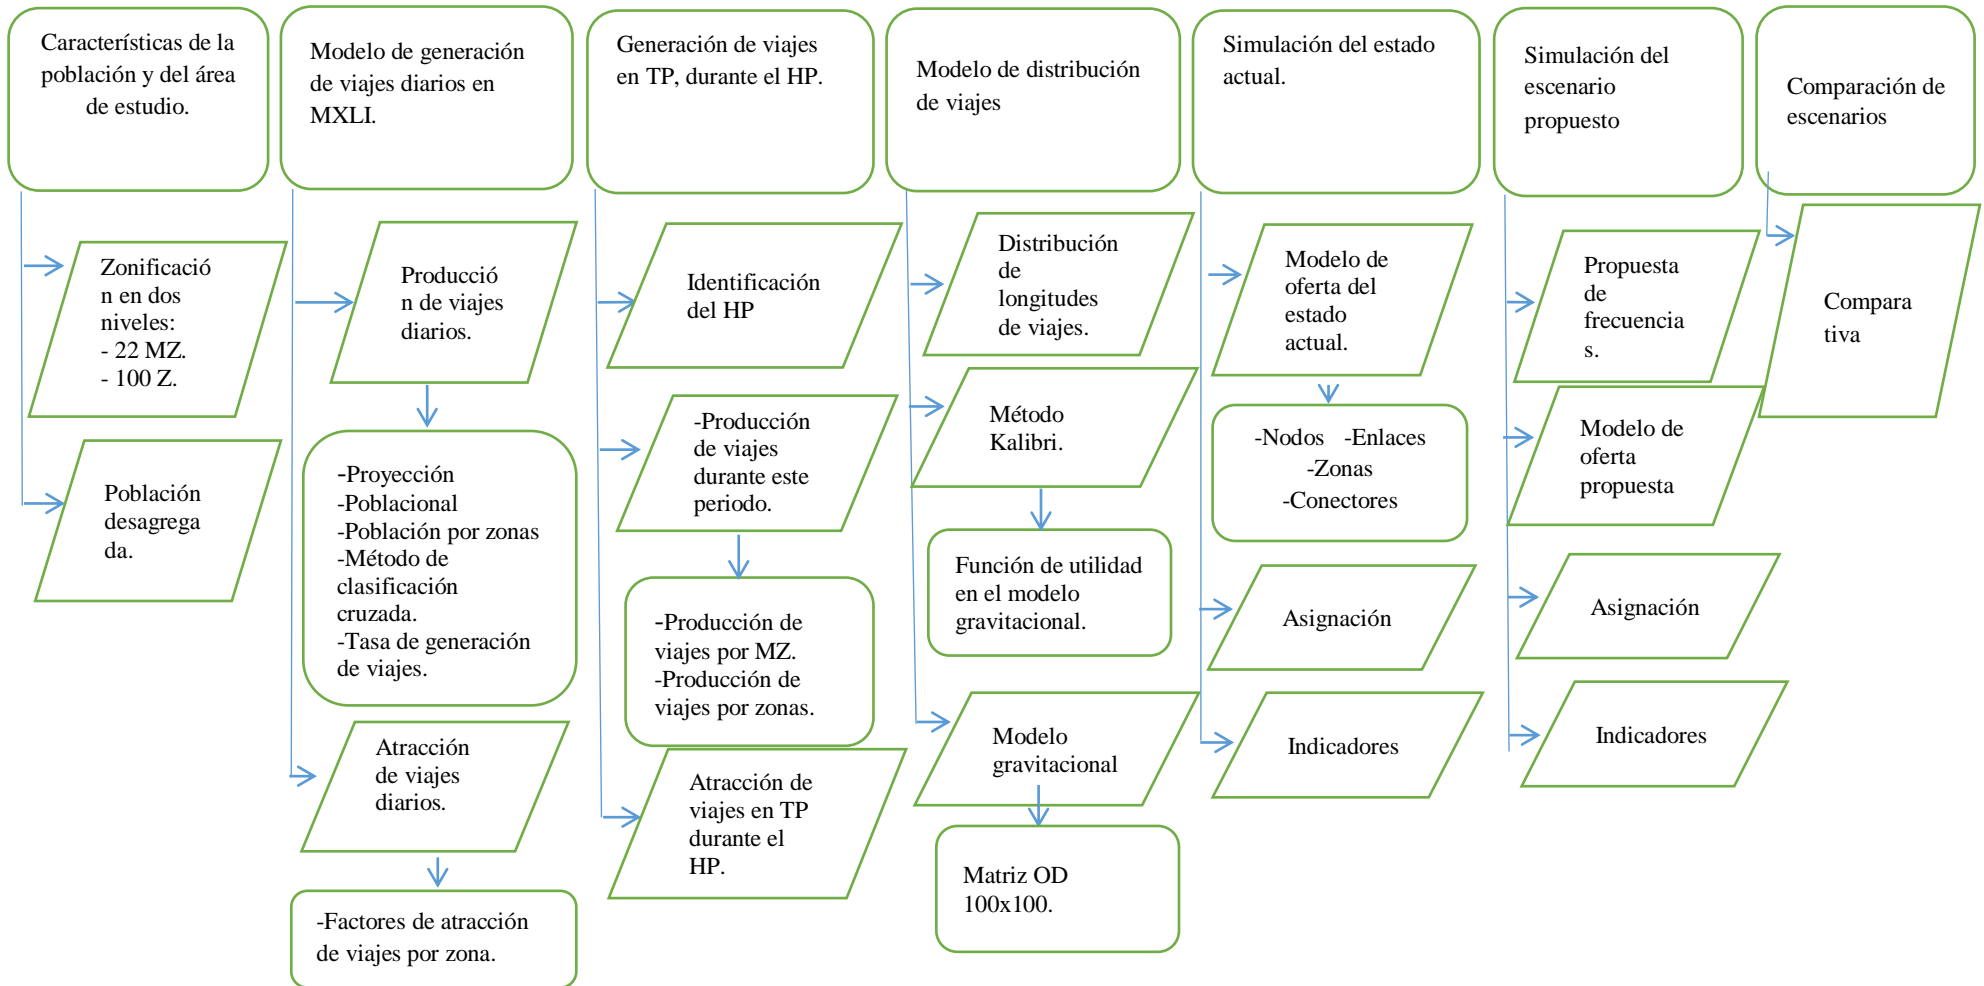 Características de la
población y del área
de estudio.
Zonificació
n en dos
niveles:
- 22 MZ.
- 100 Z.
Población
desagrega
da.
Modelo de generación
de viajes diarios en
MXLI.
Producció
n de viajes
diarios.
-Proyección
-Poblacional
-Población por zonas
-Método de
clasificación
cruzada.
-Tasa de generación
de viajes.
Atracción
de viajes
diarios.
-Factores de atracción
de viajes por zona.
Generación de viajes
en TP, durante el HP.
Identificación
del HP
-Producción
de viajes
durante este
periodo.
-Producción de
viajes por MZ.
-Producción de
viajes por zonas.
Atracción de
viajes en TP
durante el
HP.
Modelo de distribución
de viajes
Distribución
de
longitudes
de viajes.
Método
Kalibri.
Función de utilidad
en el modelo
gravitacional.
Modelo
gravitacional
Matriz OD
100x100.
Simulación del estado
actual.
Modelo de
oferta del
estado
actual.
-Nodos -Enlaces
-Zonas
-Conectores
Asignación
Indicadores
Simulación del
escenario
propuesto
Propuesta
de
frecuencia
s.
Modelo de
oferta
propuesta
Asignación
Indicadores
Comparación de
escenarios
Compara
tiva